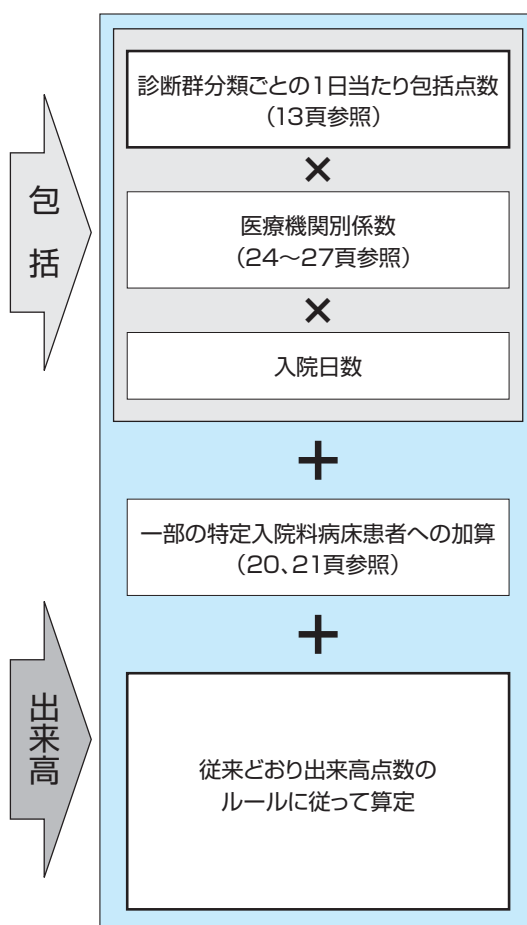 包括
診断群分類ごとの1日当たり包括点数
（13頁参照）
×
医療機関別係数
（24～27頁参照）
×
入院日数
＋
一部の特定入院料病床患者への加算
（20、21頁参照）
＋
出来高
従来どおり出来高点数の
ルールに従って算定